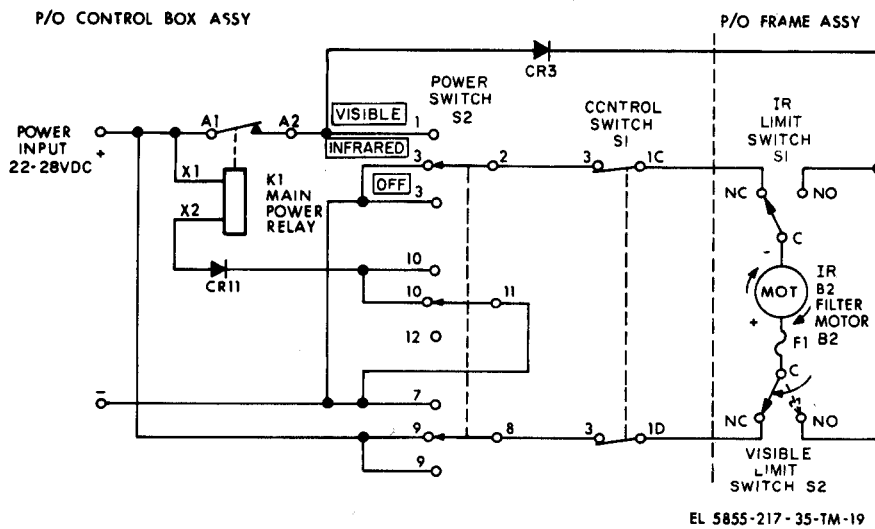 P/O CONTROL BOX ASSY
P/O FRAME ASSY
CR3
POWER
SWITCH
S2
CONTROL
SWITCH
S1
IR
LIMIT
SWITCH
S1
POWER
INPUT
22-28VDC
+
A1
A2
VISIBLE
1
INFRARED
3
2
3
1C
OFF
3
X1
X2
K1
MAIN
POWER
RELAY
NC
NO
C
-
MOT
+
IR
B2
FILTER
MOTOR
B2
F1
CR11
10
10
11
12
-
7
C
9
8
3
1D
NC
NO
9
VISIBLE
LIMIT
SWITCH S2
EL 5855-217-35-TM-19